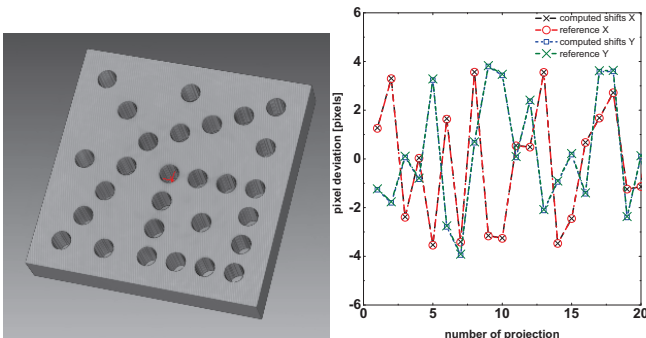 computed shifts X
reference X
computed shifts Y
reference Y
6
4
2
0
-2
-4
-6
pixel deviation [pixels]
0 5 10 15 20
number of projection